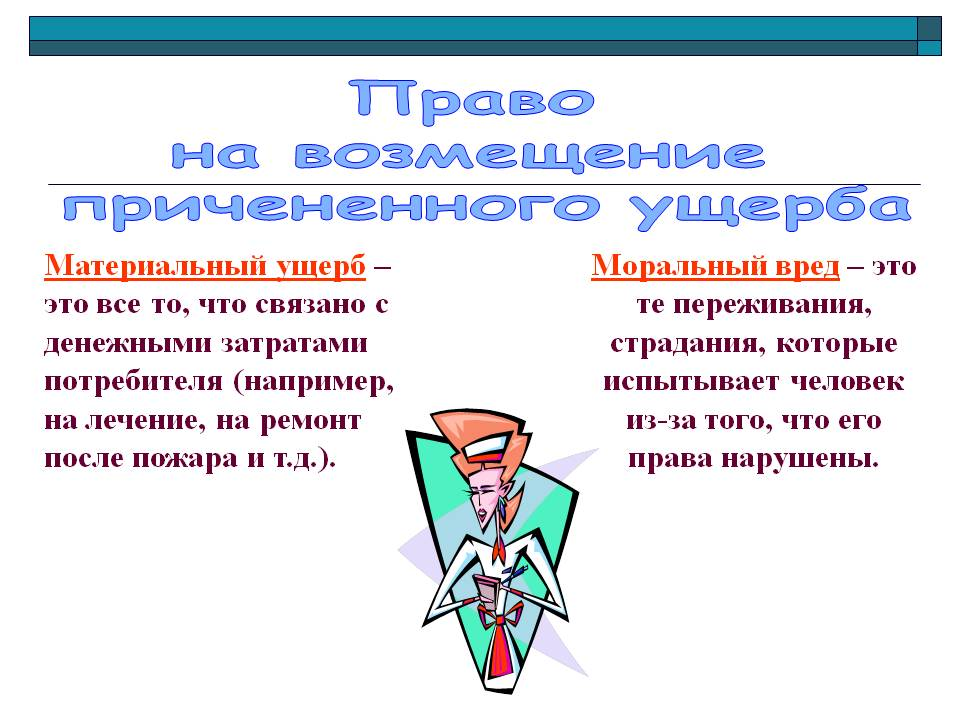 Право
на возмещение
причененного ущерба
Материальный ущерб –
это все то, что связано с
денежными затратами
потребителя (например,
на лечение, на ремонт
после пожара и т.д.).
Моральный вред – это
те переживания,
страдания, которые
испытывает человек
из-за того, что его
права нарушены.